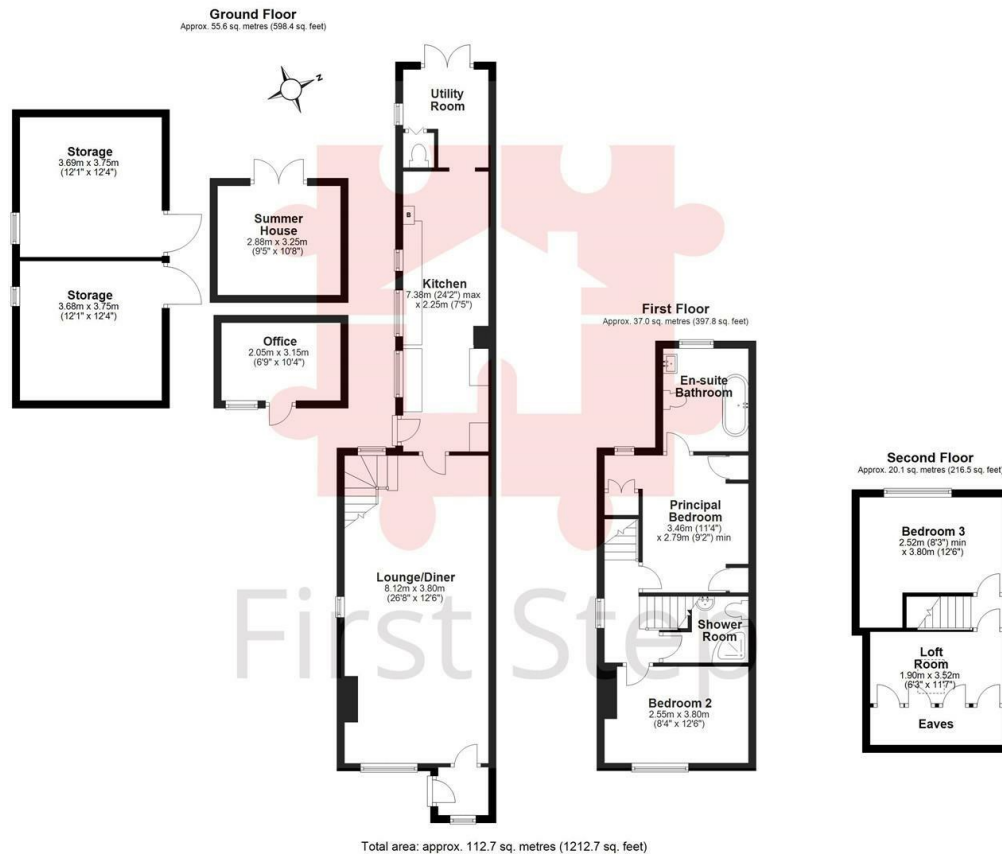 Ground Floor
Approx. 55.6 sq. metres (598.4 sq. feet)
N
Utility
Room
Storage
3.69m x 3.75m
(12'1" x 12'4")
Summer
House
2.88m x 3.25m
(9'5" x 10'8")
Kitchen
7.38m (24'2") max
x 2.25m (7'5")
Storage
3.68m x 3.75m
(12'1" x 12'4")
Office
2.05m x 3.15m
(6'9" x 10'4")
Lounge/Diner
8.12m x 3.80m
(26'8" x 12'6")
First Floor
Approx. 37.0 sq. metres (397.8 sq. feet)
En-suite
Bathroom
Principal
Bedroom
3.46m (11'4")
x 2.79m (9'2") min
Shower
Room
Bedroom 2
2.55m x 3.80m
(8'4" x 12'6")
Second Floor
Approx. 20.1 sq. metres (216.5 sq. feet)
Bedroom 3
2.52m (8'3") min
x 3.80m (12'6")
Loft
Room
1.90m x 3.52m
(6'3" x 11'7")
Eaves
First Step
Total area: approx. 112.7 sq. metres (1212.7 sq. feet)